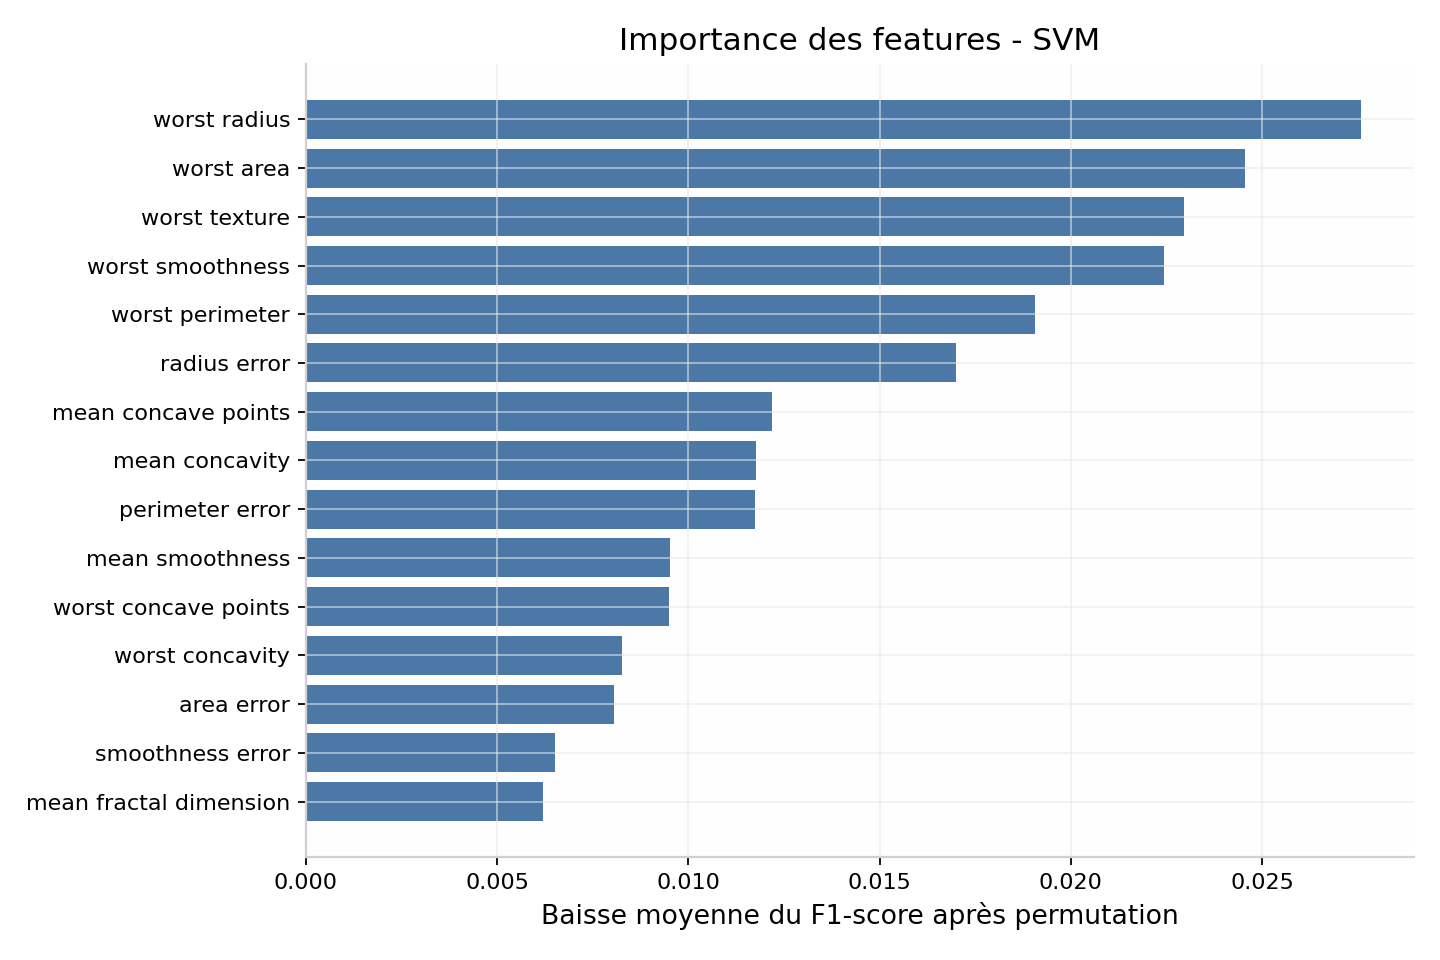 Importance des features - SVM
worst radius
worst area
worst texture
worst smoothness
worst perimeter
radius error
mean concave points
mean concavity
perimeter error
mean smoothness
worst concave points
worst concavity
area error
smoothness error
mean fractal dimension
0.000 0.005 0.010 0.015 0.020 0.025
Baisse moyenne du F1-score après permutation